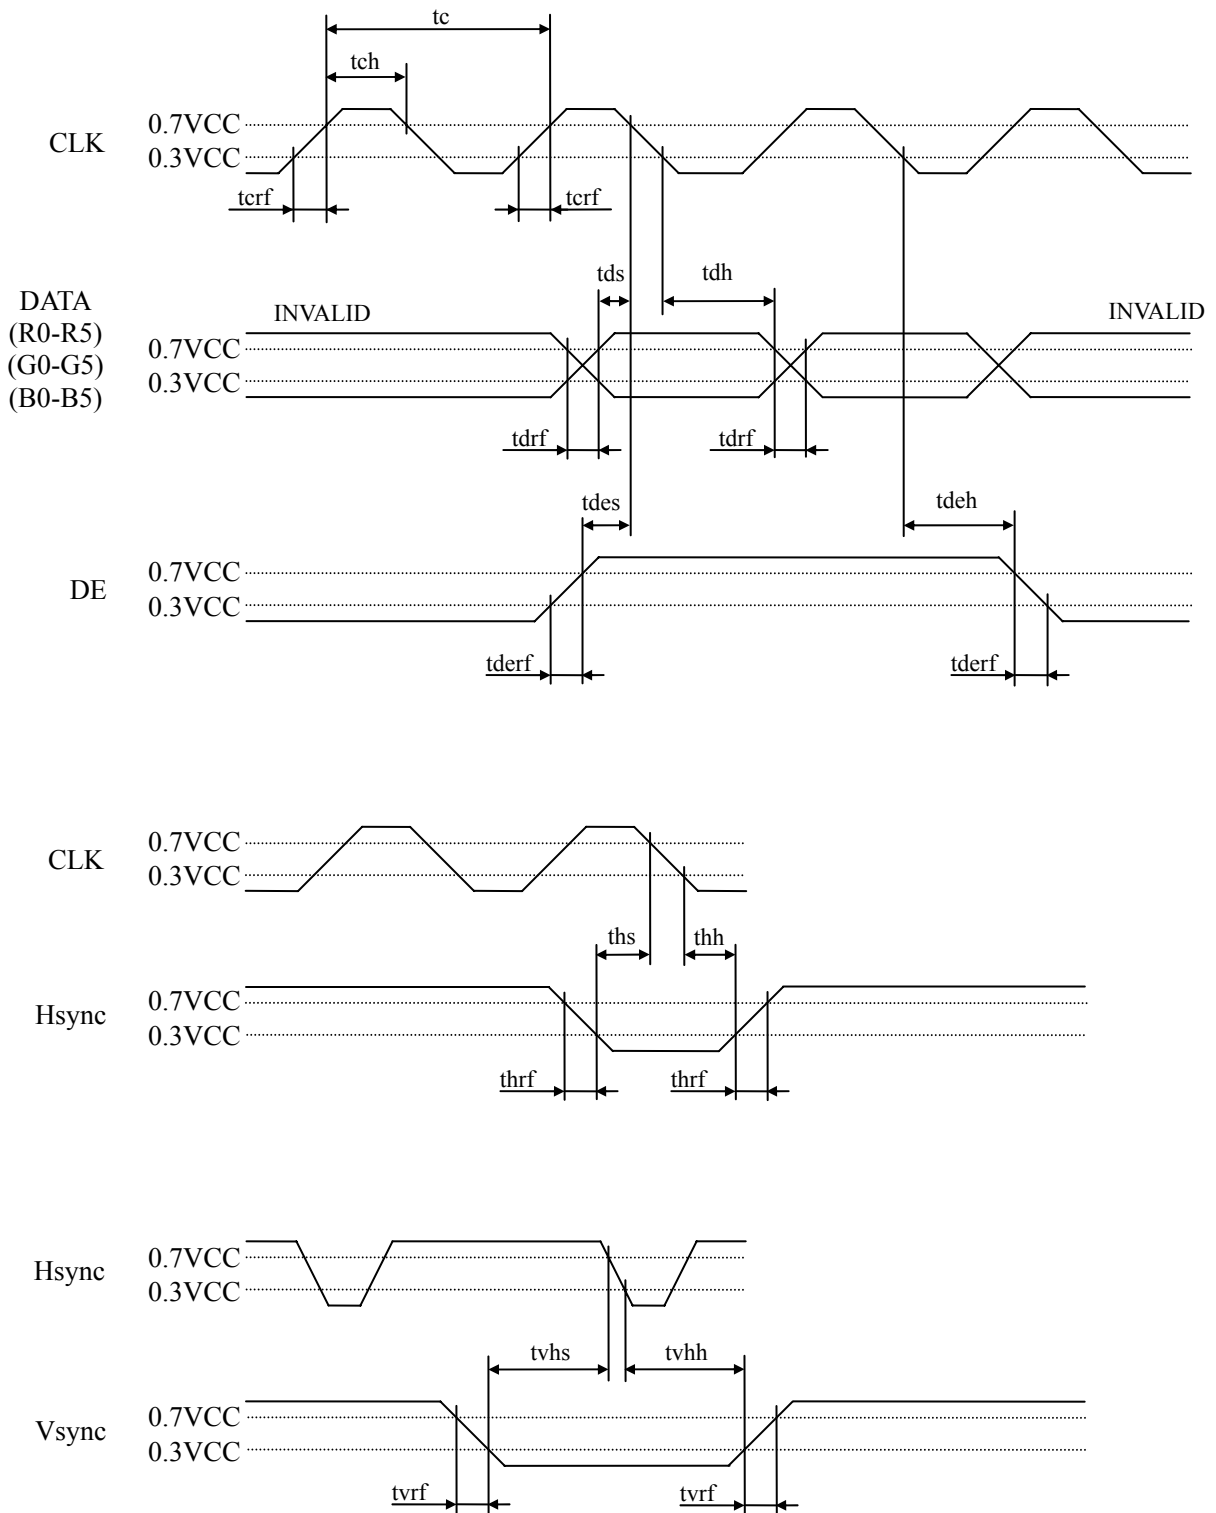 tc
tch
0.7VCC
CLK
0.3VCC
tcrf
tcrf
tds
tdh
DATA
(R0-R5)
(G0-G5)
(B0-B5)
INVALID
INVALID
0.7VCC
0.3VCC
tdrf
tdrf
tdes
tdeh
0.7VCC
DE
0.3VCC
tderf
tderf
0.7VCC
CLK
0.3VCC
ths
thh
0.7VCC
Hsync
0.3VCC
thrf
thrf
0.7VCC
Hsync
0.3VCC
tvhs
tvhh
0.7VCC
Vsync
0.3VCC
tvrf
tvrf